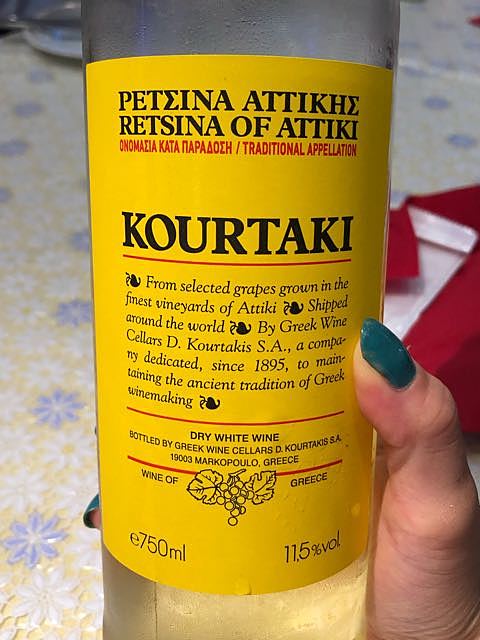 ΡΕΤΣΙΝΑ ΑΤΤΙΚΗΣ
RETSINA OF ATTIKI
ΟΝΟΜΑΣΙΑ ΚΑΤΑ ΠΑΡΑΔΟΣΗ / TRADITIONAL APPELLATION
KOURTAKI
From selected grapes grown in the
finest vineyards of Attiki Shipped
around the world By Greek Wine
Cellars D. Kourtakis S.A., a compa-
ny dedicated, since 1895, to main-
taining the ancient tradition of Greek
winemaking
DRY WHITE WINE
BOTTLED BY GREEK WINE CELLARS D. KOURTAKIS S.A.
19003 MARKOPOULO, GREECE
WINE OF GREECE
e750ml 11,5%vol.